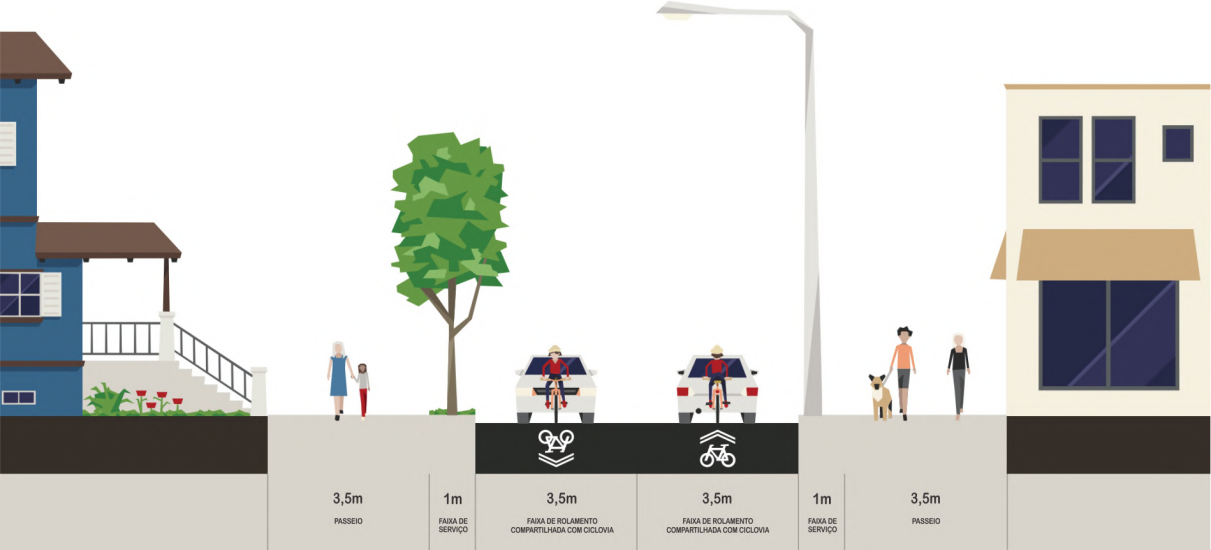 3,5m
PASSEIO
1m
FAIXA DE
SERVIÇO
3,5m
FAIXA DE ROLAMENTO
COMPARTILHADA COM CICLOVIA
3,5m
FAIXA DE ROLAMENTO
COMPARTILHADA COM CICLOVIA
1m
FAIXA DE
SERVIÇO
3,5m
PASSEIO